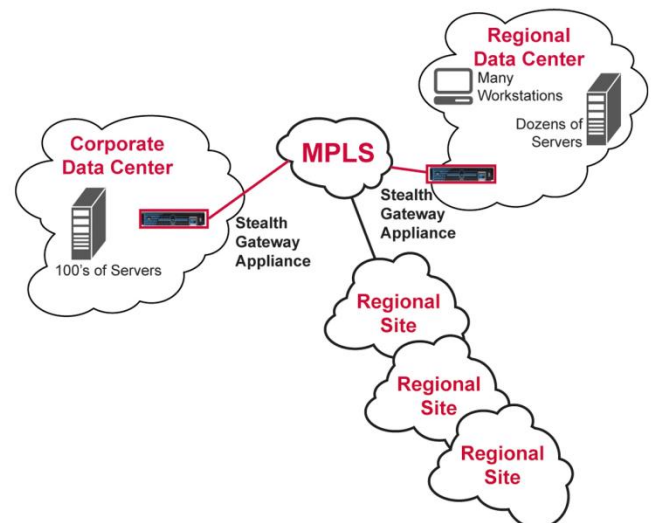 Regional
Data Center
Many
Workstations
Dozens of
Servers
Corporate
Data Center
100's of Servers
MPLS
Stealth
Gateway
Appliance
Stealth
Gateway
Appliance
Regional
Site
Regional
Site
Regional
Site